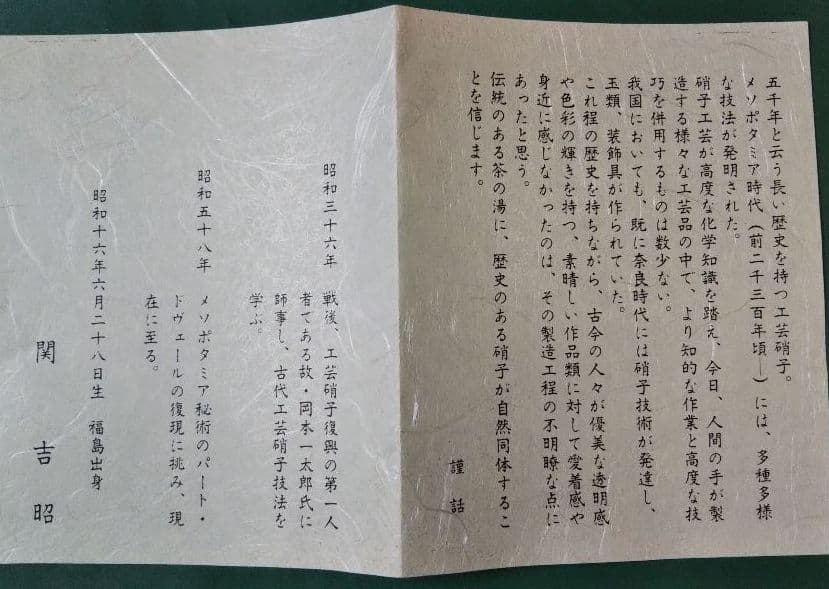 五千年と云う長い歴史を持つ工芸硝子。
メソポタミア時代（前二千三百年頃―）には、多種多様
な技法が発明された。
硝子工芸が高度な化学知識を踏え、今日、人間の手が製
造する様々な工芸品の中で、より知的な作業と高度な技
巧を併用するものは数少ない。
我国においても、既に奈良時代には硝子技術が発達し、
玉類、装飾具が作られていた。
これ程の歴史を持ちながら、古今の人々が優美な透明感
や色彩の輝きを持つ、素晴しい作品類に対して愛着感や
身近に感じなかったのは、その製造工程の不明瞭な点に
あったと思う。
伝統のある茶の湯に、歴史のある硝子が自然同体するこ
とを信じます。
謹話
昭和三十六年　戦後、工芸硝子復興の第一人
者である故・岡本一太郎氏に
師事し、古代工芸硝子技法を
学ぶ。
昭和五十八年　メソポタミア秘術のパート・
ドヴェールの復現に挑み、現
在に至る。
昭和十六年六月二十八日生　福島出身
関　吉　昭